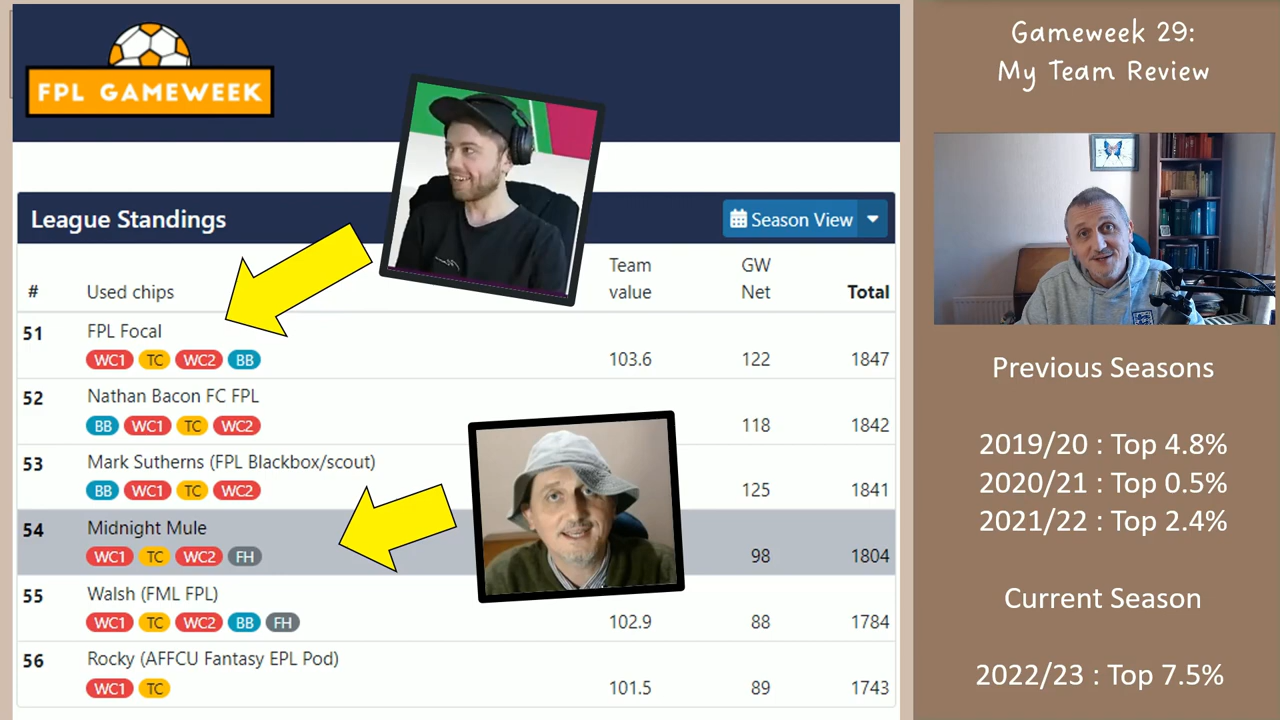 FPL GAMEWEEK
League Standings
Season View
# Used chips Team value GW Net Total
51 FPL Focal
WC1 TC WC2 BB 103.6 122 1847
52 Nathan Bacon FC FPL
BB WC1 TC WC2 118 1842
53 Mark Sutherns (FPL Blackbox/scout)
BB WC1 TC WC2 125 1841
54 Midnight Mule
WC1 TC WC2 FH 98 1804
55 Walsh (FML FPL)
WC1 TC WC2 BB FH 102.9 88 1784
56 Rocky (AFFCU Fantasy EPL Pod)
WC1 TC 101.5 89 1743
Gameweek 29:
My Team Review
Previous Seasons
2019/20 : Top 4.8%
2020/21 : Top 0.5%
2021/22 : Top 2.4%
Current Season
2022/23 : Top 7.5%